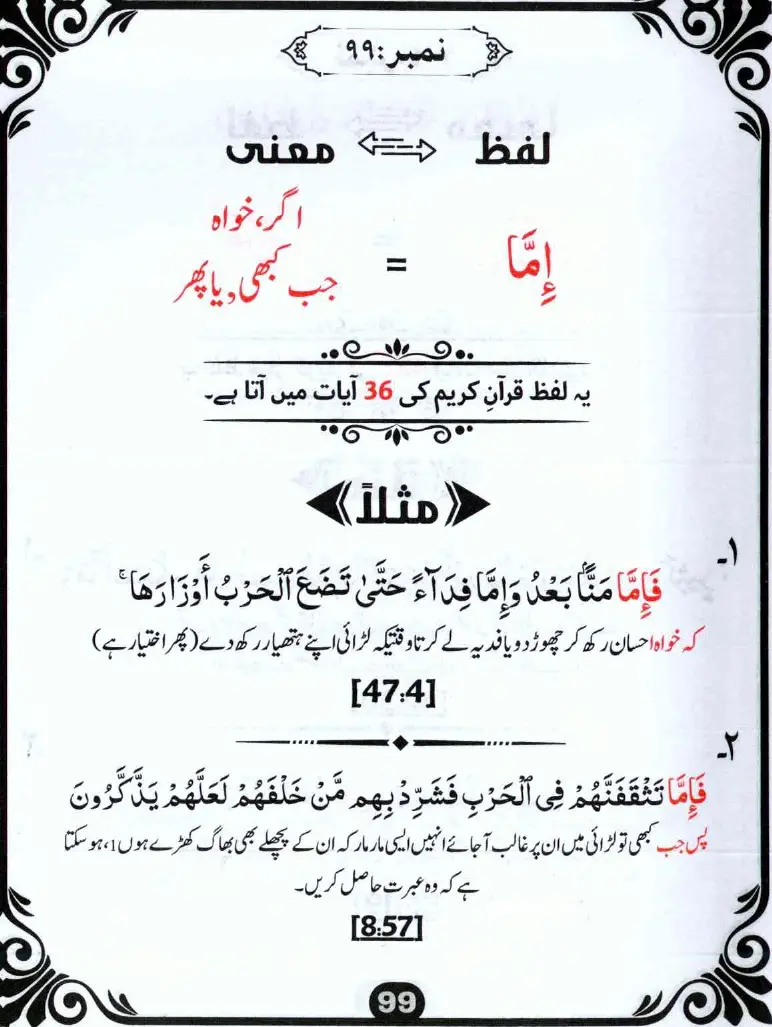 نمبر:۹۹
لفظ معنی
اگر، خواہ
إِمَّا =
جب کبھی، یا پھر
یہ لفظ قرآنِ کریم کی 36 آیات میں آتا ہے۔
مثلاً
۱۔
فَإِمَّا مَنًّۢا بَعْدُ وَإِمَّا فِدَآءً حَتَّىٰ تَضَعَ ٱلْحَرْبُ أَوْزَارَهَا ۚ
کہ خواہ احسان رکھ کر چھوڑ دو یا فدیہ لے کر تاوقتیکہ لڑائی اپنے ہتھیار رکھ دے (پھر اختیار ہے)
[47:4]
۲۔
فَإِمَّا تَثْقَفَنَّهُمْ فِى ٱلْحَرْبِ فَشَرِّدْ بِهِم مَّنْ خَلْفَهُمْ لَعَلَّهُمْ يَذَّكَّرُونَ
پس جب کبھی تو لڑائی میں ان پر غالب آجائے انہیں ایسی مار مار کہ ان کے پچھلے بھی بھاگ کھڑے ہوں1، ہو سکتا
ہے کہ وہ عبرت حاصل کریں۔
[8:57]
99